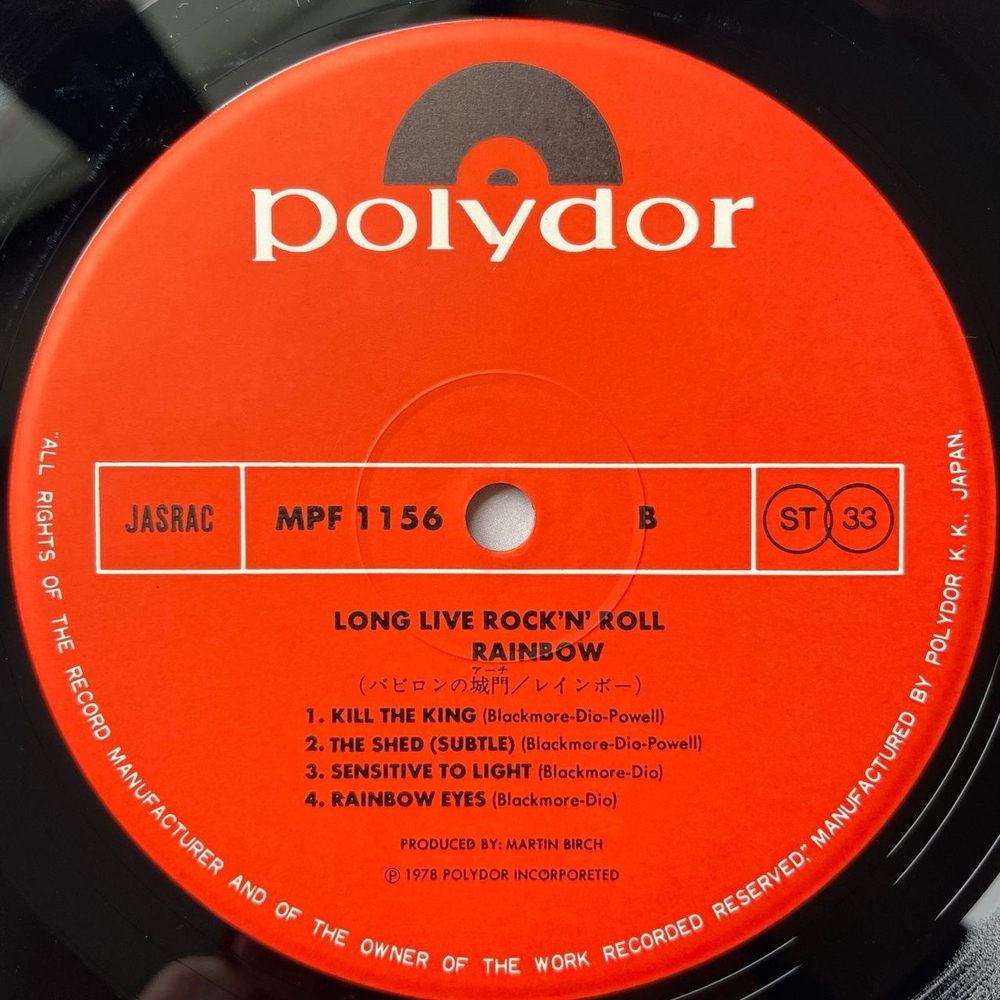 polydor
JASRAC MPF 1156 B ST 33
LONG LIVE ROCK'N' ROLL
RAINBOW
アーチ
(バビロンの城門/レインボー)
1. KILL THE KING (Blackmore-Dio-Powell)
2. THE SHED (SUBTLE) (Blackmore-Dio-Powell)
3. SENSITIVE TO LIGHT (Blackmore-Dio)
4. RAINBOW EYES (Blackmore-Dio)
PRODUCED BY: MARTIN BIRCH
Ⓟ 1978 POLYDOR INCORPORETED
"ALL RIGHTS OF THE RECORD MANUFACTURER AND OF THE OWNER OF THE WORK RECORDED RESERVED," MANUFACTURED BY POLYDOR K. K., JAPAN.